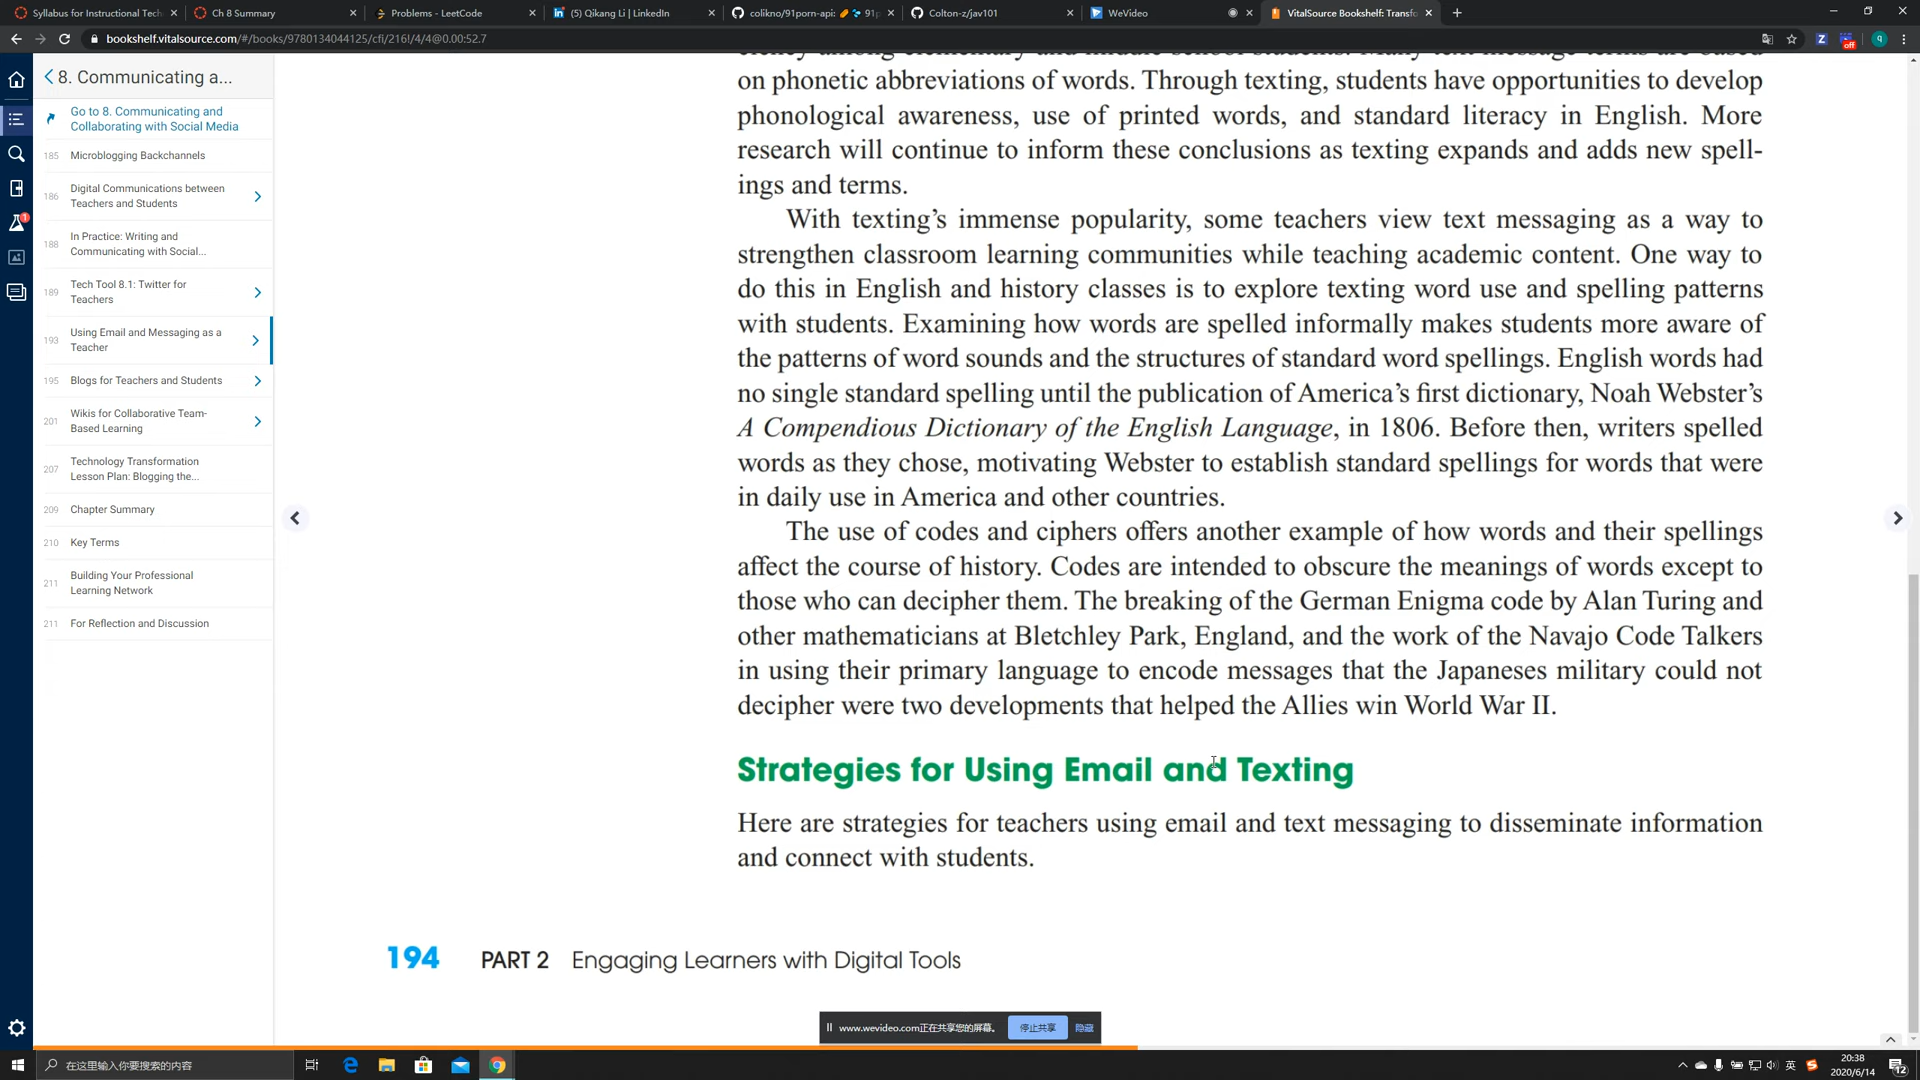 Syllabus for Instructional Tech
Ch 8 Summary
Problems - LeetCode
(5) Qikang Li | LinkedIn
colikno/91porn-api:
Colton-z/jav101
WeVideo
VitalSource Bookshelf: Transfo
bookshelf.vitalsource.com/#/books/9780134044125/cfi/216!/4/4@0.00:52.7
off
q
8. Communicating a...
Go to 8. Communicating and
Collaborating with Social Media
185 Microblogging Backchannels
186 Digital Communications between
Teachers and Students
188 In Practice: Writing and
Communicating with Social...
189 Tech Tool 8.1: Twitter for
Teachers
193 Using Email and Messaging as a
Teacher
195 Blogs for Teachers and Students
201 Wikis for Collaborative Team-
Based Learning
207 Technology Transformation
Lesson Plan: Blogging the...
209 Chapter Summary
210 Key Terms
211 Building Your Professional
Learning Network
211 For Reflection and Discussion
on phonetic abbreviations of words. Through texting, students have opportunities to develop
phonological awareness, use of printed words, and standard literacy in English. More
research will continue to inform these conclusions as texting expands and adds new spell-
ings and terms.
With texting's immense popularity, some teachers view text messaging as a way to
strengthen classroom learning communities while teaching academic content. One way to
do this in English and history classes is to explore texting word use and spelling patterns
with students. Examining how words are spelled informally makes students more aware of
the patterns of word sounds and the structures of standard word spellings. English words had
no single standard spelling until the publication of America's first dictionary, Noah Webster's
A Compendious Dictionary of the English Language, in 1806. Before then, writers spelled
words as they chose, motivating Webster to establish standard spellings for words that were
in daily use in America and other countries.
The use of codes and ciphers offers another example of how words and their spellings
affect the course of history. Codes are intended to obscure the meanings of words except to
those who can decipher them. The breaking of the German Enigma code by Alan Turing and
other mathematicians at Bletchley Park, England, and the work of the Navajo Code Talkers
in using their primary language to encode messages that the Japaneses military could not
decipher were two developments that helped the Allies win World War II.
Strategies for Using Email and Texting
Here are strategies for teachers using email and text messaging to disseminate information
and connect with students.
194 PART 2 Engaging Learners with Digital Tools
www.wevideo.com正在共享您的屏幕。 停止共享 隐藏
在这里输入你要搜索的内容
英
20:38
2020/6/14
12